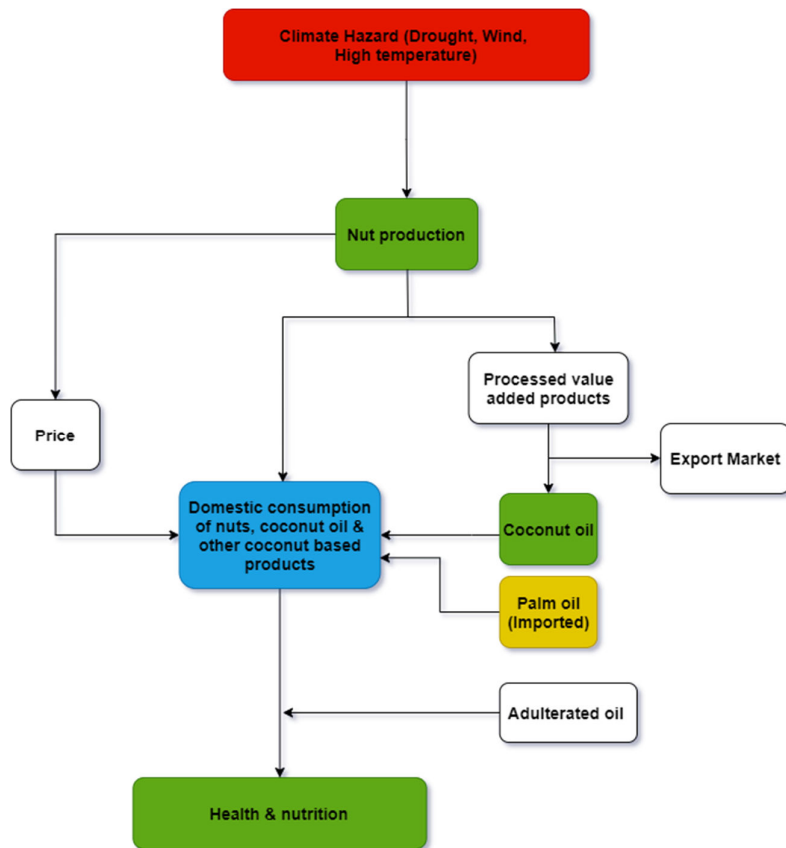 Climate Hazard (Drought, Wind,
High temperature)
Nut production
Processed value
added products
Price
Export Market
Domestic consumption
of nuts, coconut oil &
other coconut based
products
Coconut oil
Palm oil
(Imported)
Adulterated oil
Health & nutrition